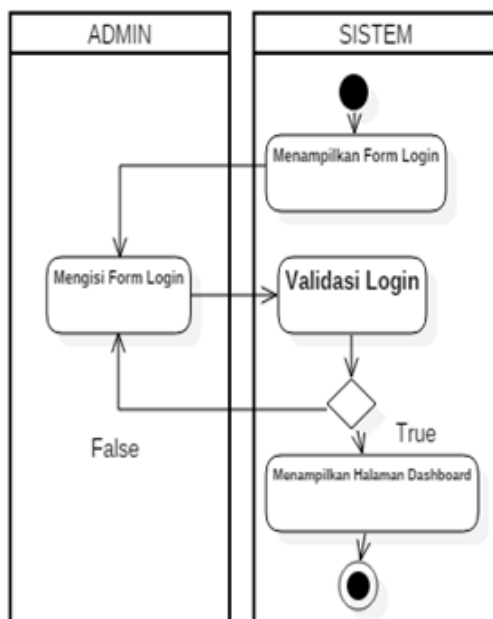 ADMIN
SISTEM
Menampilkan Form Login
Mengisi Form Login
Validasi Login
False
True
Menampilkan Halaman Dashboard